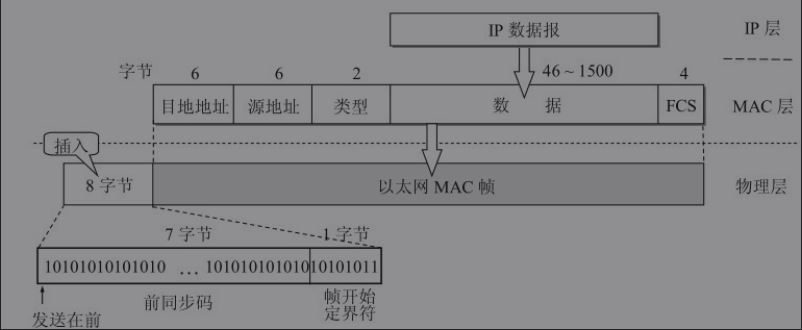 IP 数据报
IP 层
字节 6 6 2 46～1500 4
目地地址 源地址 类型 数 据 FCS
MAC 层
插入
8 字节
以太网 MAC 帧
物理层
7 字节 1 字节
10101010101010 … 10101010101010101011
前同步码
帧开始
定界符
发送在前